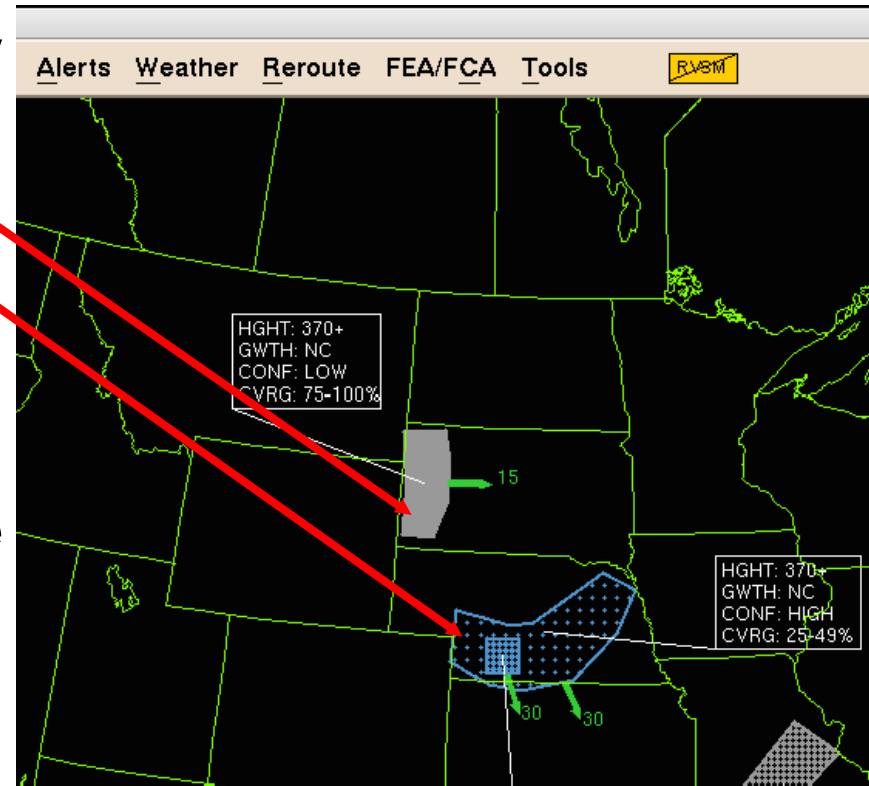 Alerts Weather Reroute FEA/FCA Tools RVSM
HGHT: 370+
GWTH: NC
CONF: LOW
CVRG: 75-100%
15
HGHT: 370+
GWTH: NC
CONF: HIGH
CVRG: 25-49%
30
30